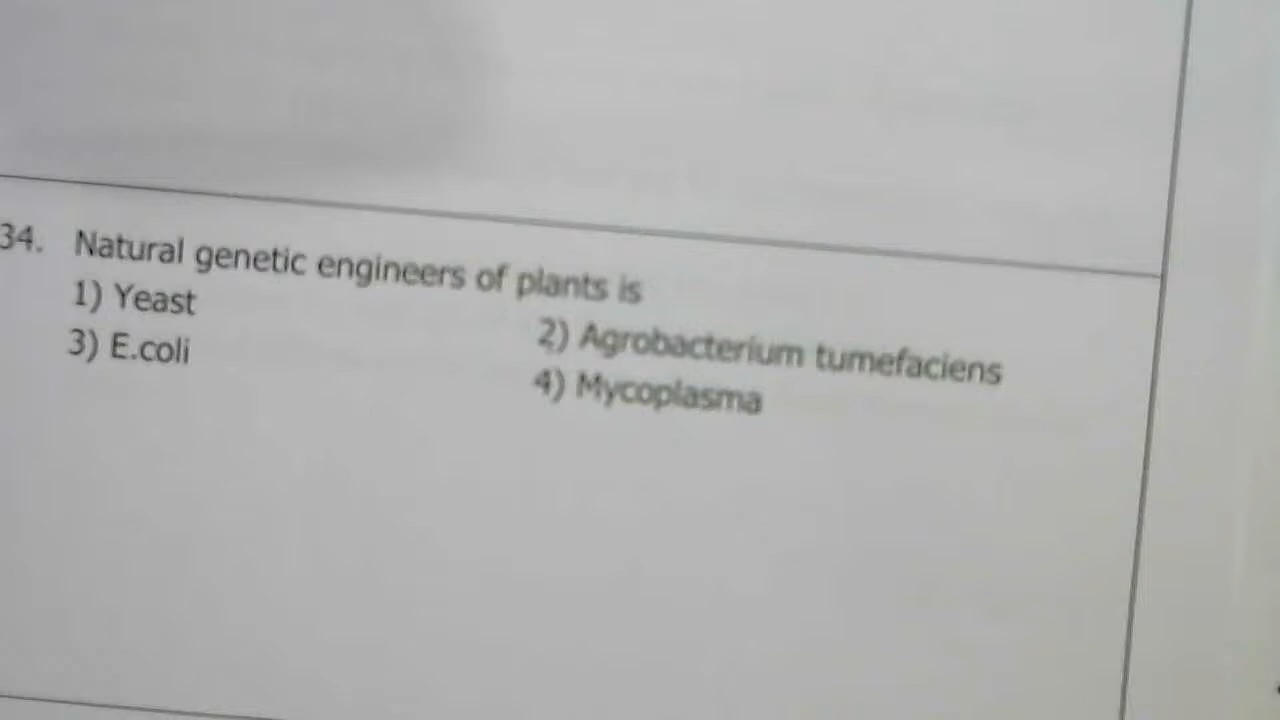 34. Natural genetic engineers of plants is
1) Yeast
2) Agrobacterium tumefaciens
3) E.coli
4) Mycoplasma